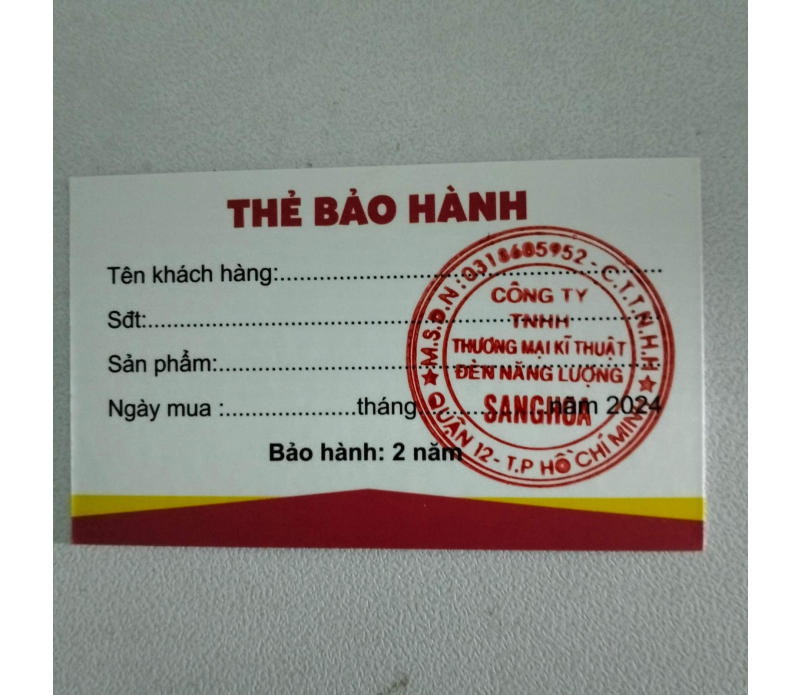 THẺ BẢO HÀNH
Tên khách hàng:
Sđt:
Sản phẩm:
Ngày mua : tháng năm 2024
Bảo hành: 2 năm
M.S.D.N: 0318685952 - C.T.T.N.H.H
CÔNG TY
TNHH
THƯƠNG MẠI KĨ THUẬT
ĐÈN NĂNG LƯỢNG
SANGHOA
QUẬN 12 - T.P HỒ CHÍ MINH